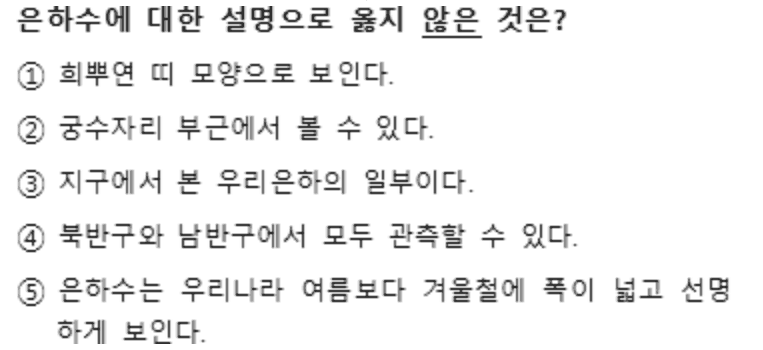 은하수에 대한 설명으로 옳지 않은 것은?
① 희뿌연 띠 모양으로 보인다.
② 궁수자리 부근에서 볼 수 있다.
③ 지구에서 본 우리은하의 일부이다.
④ 북반구와 남반구에서 모두 관측할 수 있다.
⑤ 은하수는 우리나라 여름보다 겨울철에 폭이 넓고 선명
하게 보인다.